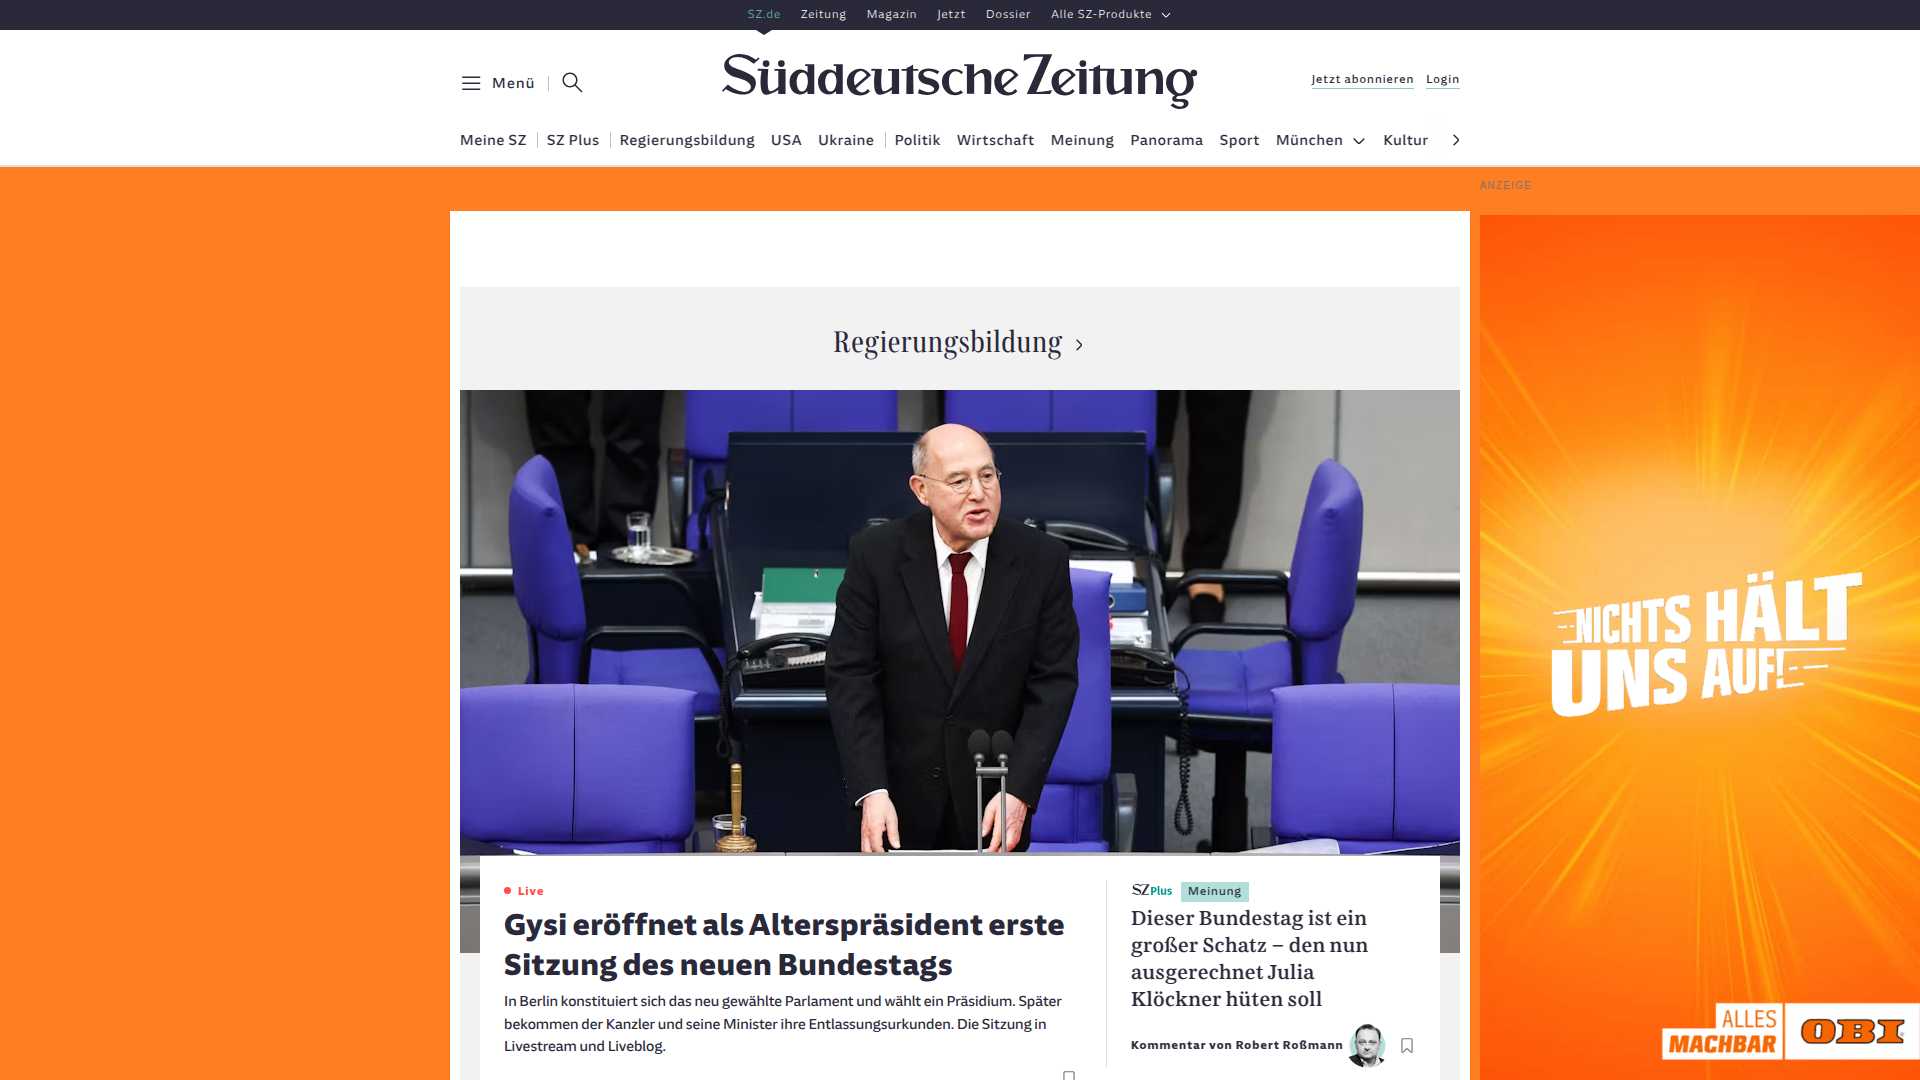 SZ.de Zeitung Magazin Jetzt Dossier Alle SZ-Produkte
Menü
Süddeutsche Zeitung
Jetzt abonnieren Login
Meine SZ SZ Plus Regierungsbildung USA Ukraine Politik Wirtschaft Meinung Panorama Sport München Kultur
ANZEIGE
Regierungsbildung
NICHTS HÄLT
UNS AUF!
Live
Gysi eröffnet als Alterspräsident erste
Sitzung des neuen Bundestags
In Berlin konstituiert sich das neu gewählte Parlament und wählt ein Präsidium. Später
bekommen der Kanzler und seine Minister ihre Entlassungsurkunden. Die Sitzung in
Livestream und Liveblog.
SZ Plus Meinung
Dieser Bundestag ist ein
großer Schatz – den nun
ausgerechnet Julia
Klöckner hüten soll
Kommentar von Robert Roßmann
ALLES
MACHBAR
OBI